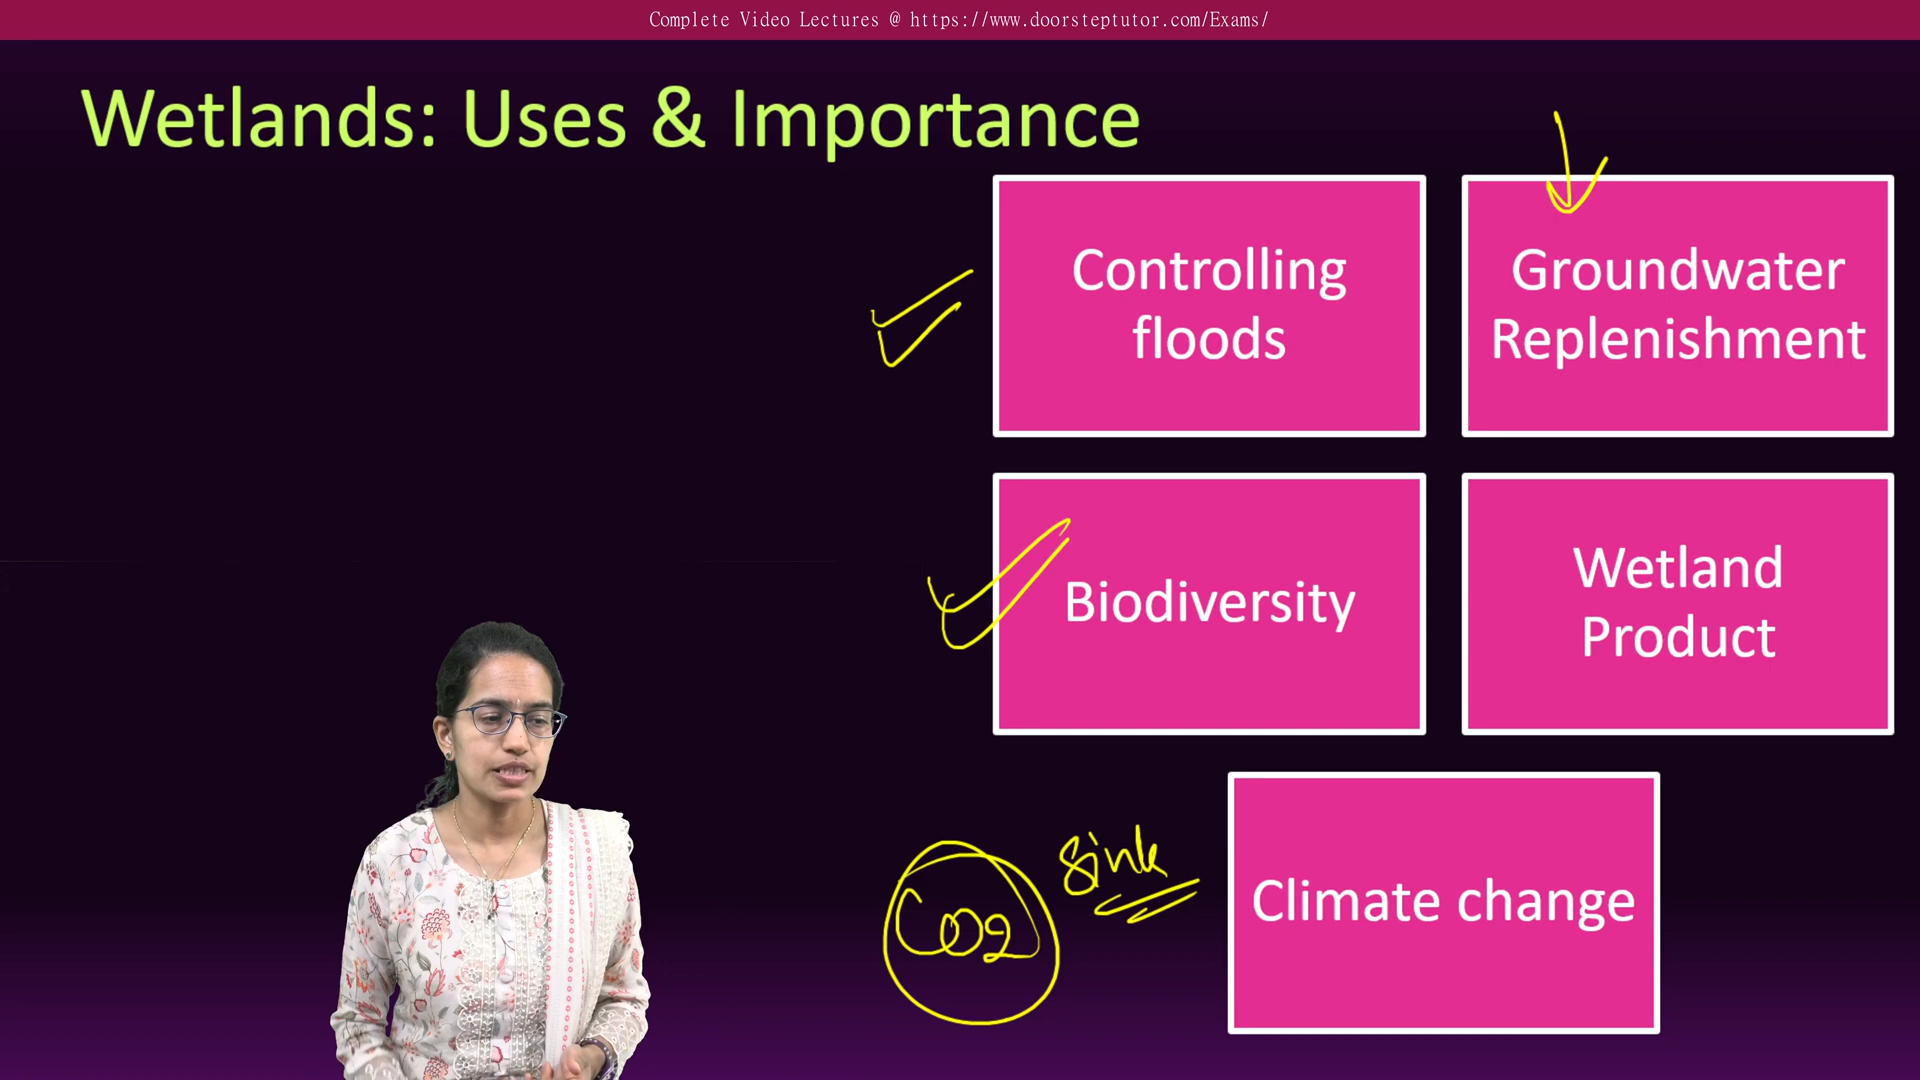 Complete Video Lectures @ https://www.doorsteptutor.com/Exams/
Wetlands: Uses & Importance
Controlling
floods
Groundwater
Replenishment
Biodiversity
Wetland
Product
CO2
Sink
Climate change